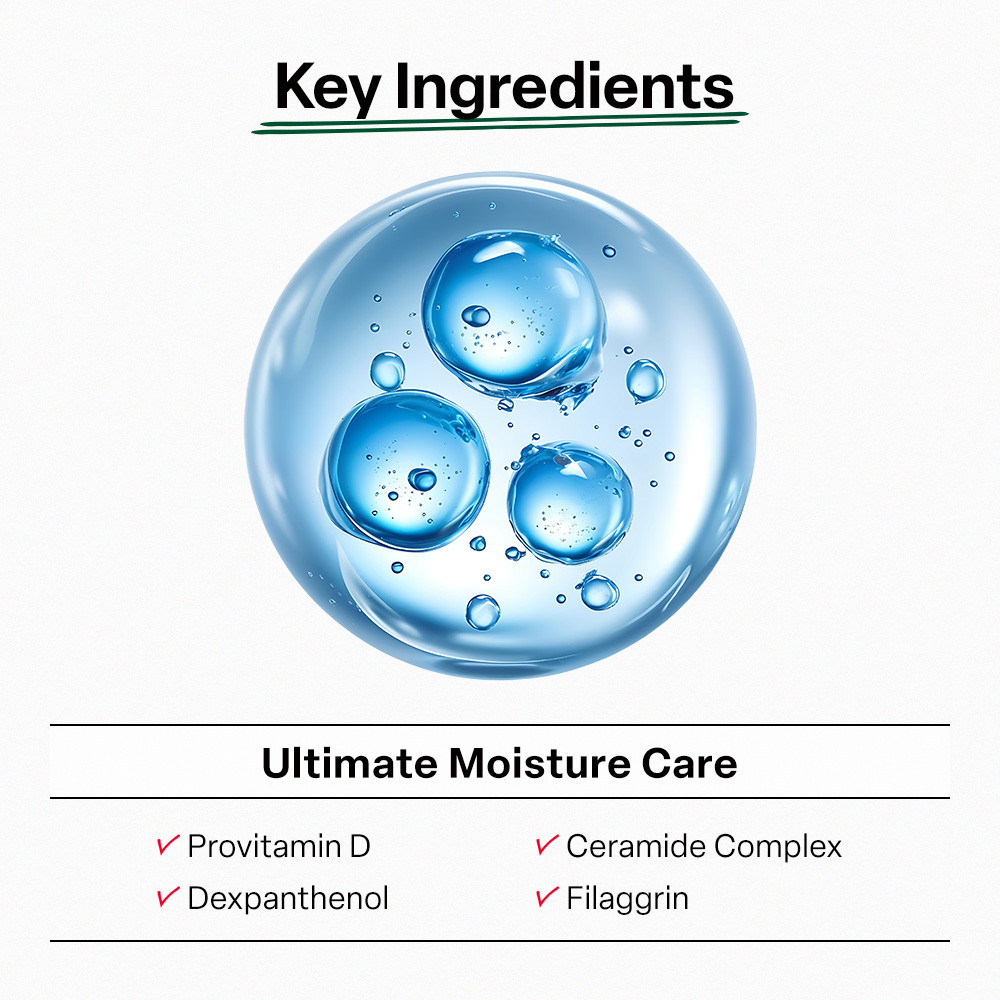 Key Ingredients
Ultimate Moisture Care
✓ Provitamin D
✓ Ceramide Complex
✓ Dexpanthenol
✓ Filaggrin